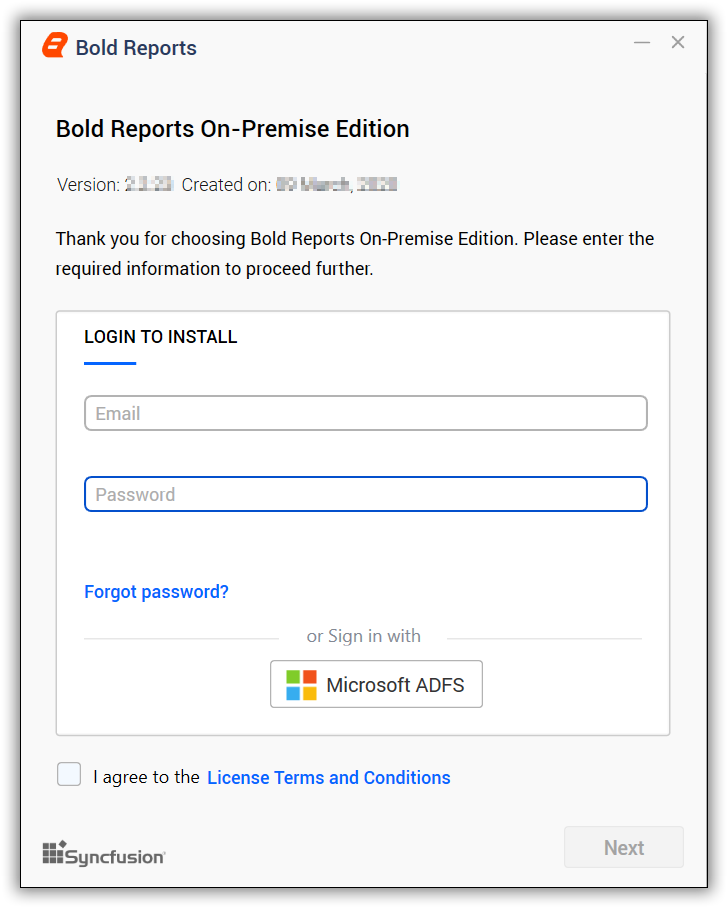 Bold Reports
Bold Reports On-Premise Edition
Version: Created on:
Thank you for choosing Bold Reports On-Premise Edition. Please enter the
required information to proceed further.
LOGIN TO INSTALL
Email
Password
Forgot password?
or Sign in with
Microsoft ADFS
I agree to the License Terms and Conditions
Syncfusion
Next